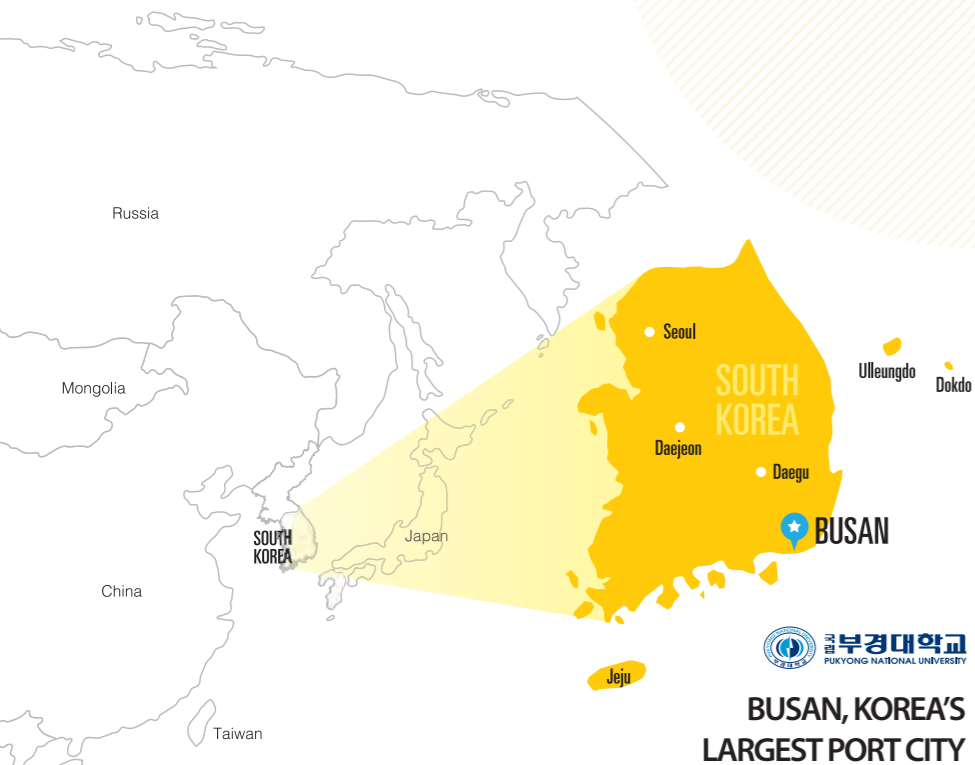 Russia
Mongolia
China
SOUTH
KOREA
Japan
Taiwan
Seoul
SOUTH
KOREA
Daejeon
Daegu
BUSAN
Ulleungdo
Dokdo
Jeju
국립부경대학교
PUKYONG NATIONAL UNIVERSITY
BUSAN, KOREA'S
LARGEST PORT CITY